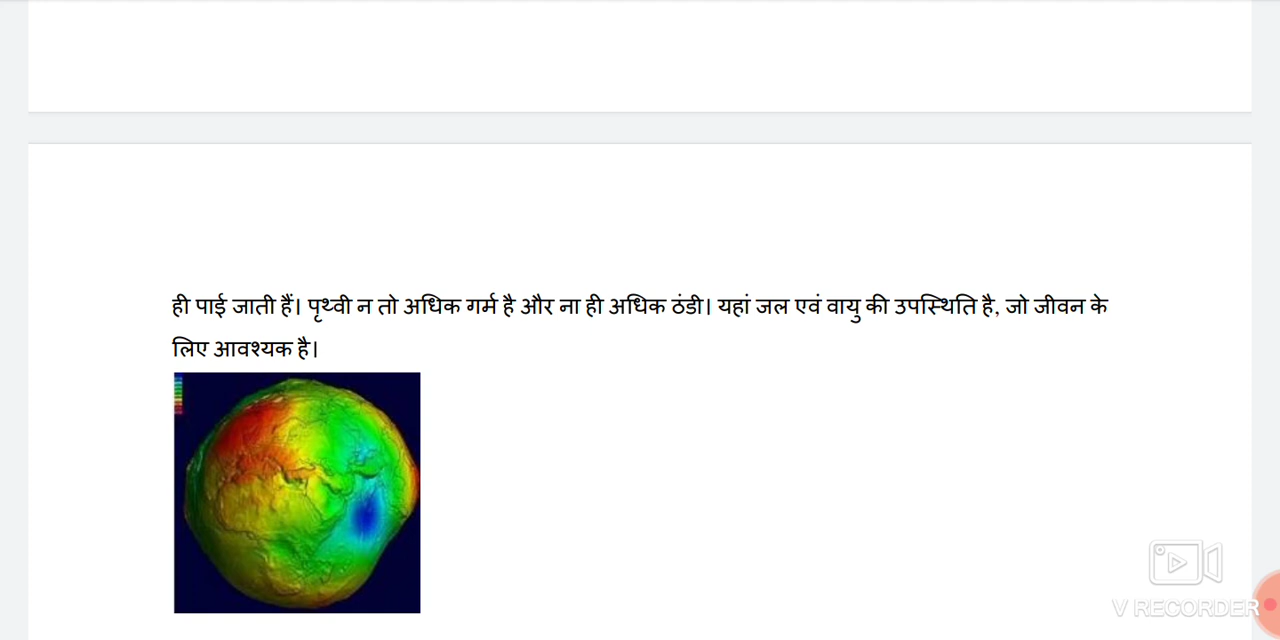 ही पाई जाती हैं। पृथ्वी न तो अधिक गर्म है और ना ही अधिक ठंडी। यहां जल एवं वायु की उपस्थिति है, जो जीवन के
लिए आवश्यक है।
V RECORDER